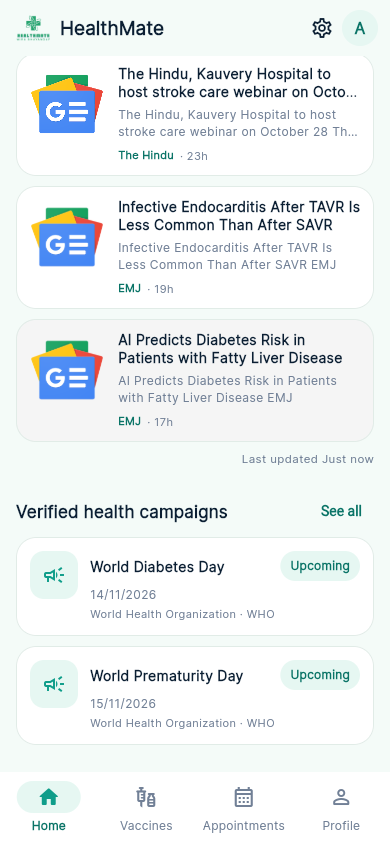 HealthMate
A
The Hindu, Kauvery Hospital to
host stroke care webinar on Octo...
The Hindu, Kauvery Hospital to host
stroke care webinar on October 28 Th...
The Hindu · 23h
Infective Endocarditis After TAVR Is
Less Common Than After SAVR
Infective Endocarditis After TAVR Is
Less Common Than After SAVR EMJ
EMJ · 19h
AI Predicts Diabetes Risk in
Patients with Fatty Liver Disease
AI Predicts Diabetes Risk in Patients
with Fatty Liver Disease EMJ
EMJ · 17h
Last updated Just now
Verified health campaigns
See all
World Diabetes Day
Upcoming
14/11/2026
World Health Organization · WHO
World Prematurity Day
Upcoming
15/11/2026
World Health Organization · WHO
Home
Vaccines
Appointments
Profile